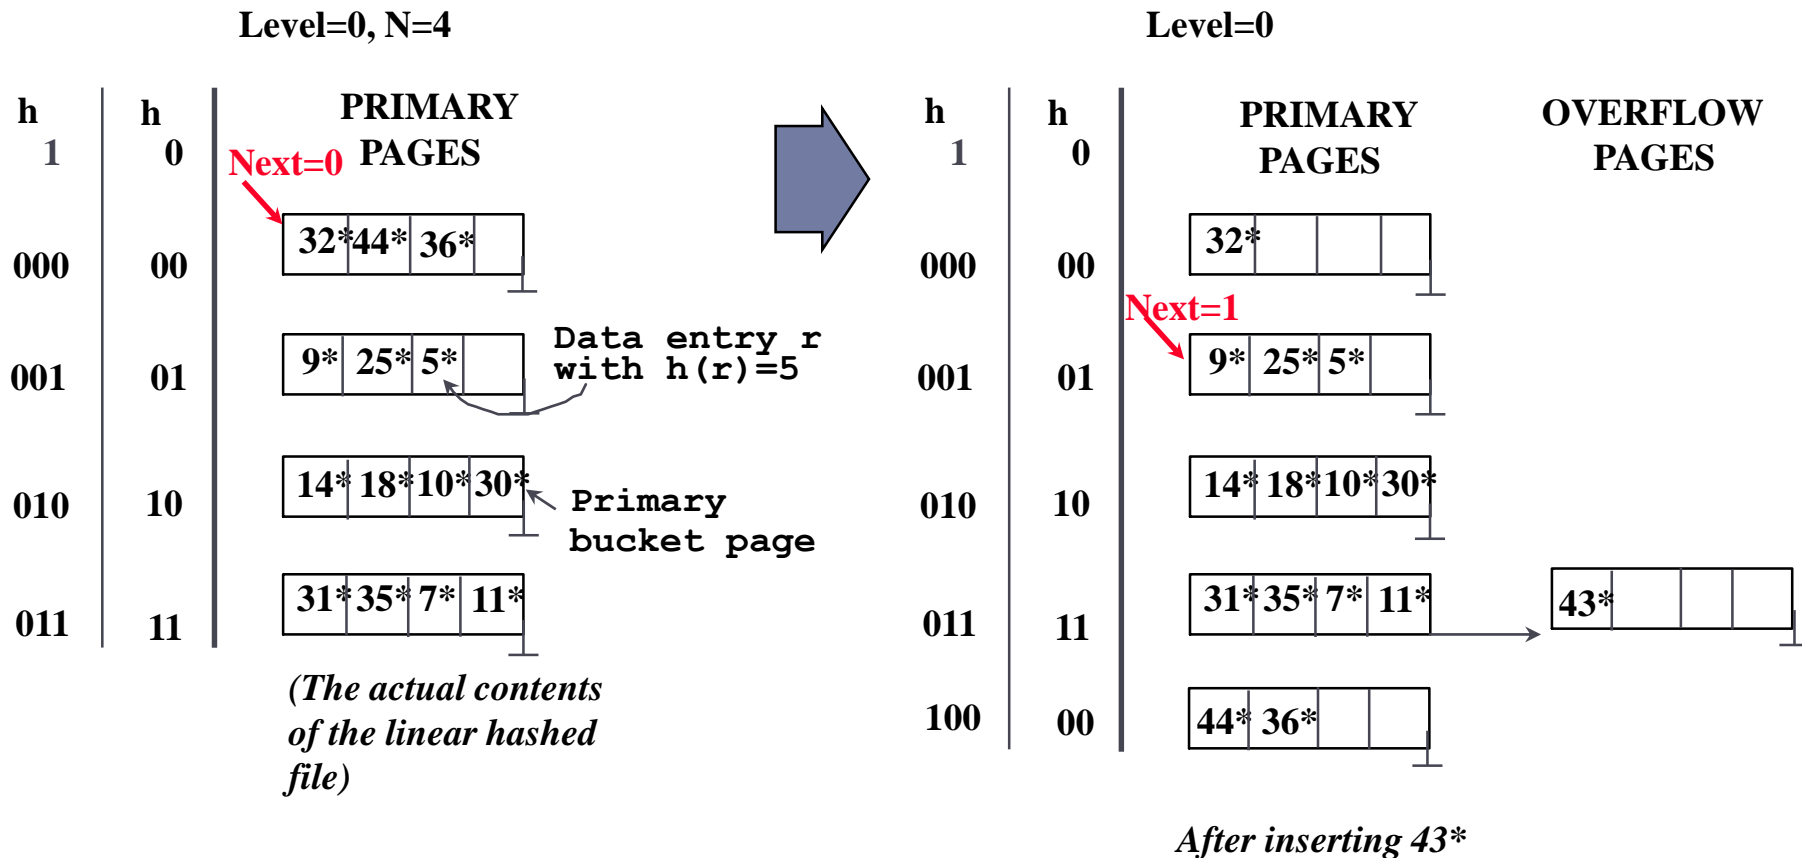 Level=0, N=4
h
1
h
0
PRIMARY
PAGES
Next=0
32* 44* 36*
000 00
9* 25* 5*
Data entry r
with h(r)=5
001 01
14* 18* 10* 30*
010 10
Primary
bucket page
31* 35* 7* 11*
011 11
(The actual contents
of the linear hashed
file)
Level=0
h
1
h
0
PRIMARY
PAGES
OVERFLOW
PAGES
32*
000 00
Next=1
9* 25* 5*
001 01
14* 18* 10* 30*
010 10
31* 35* 7* 11*
43*
011 11
44* 36*
100 00
After inserting 43*